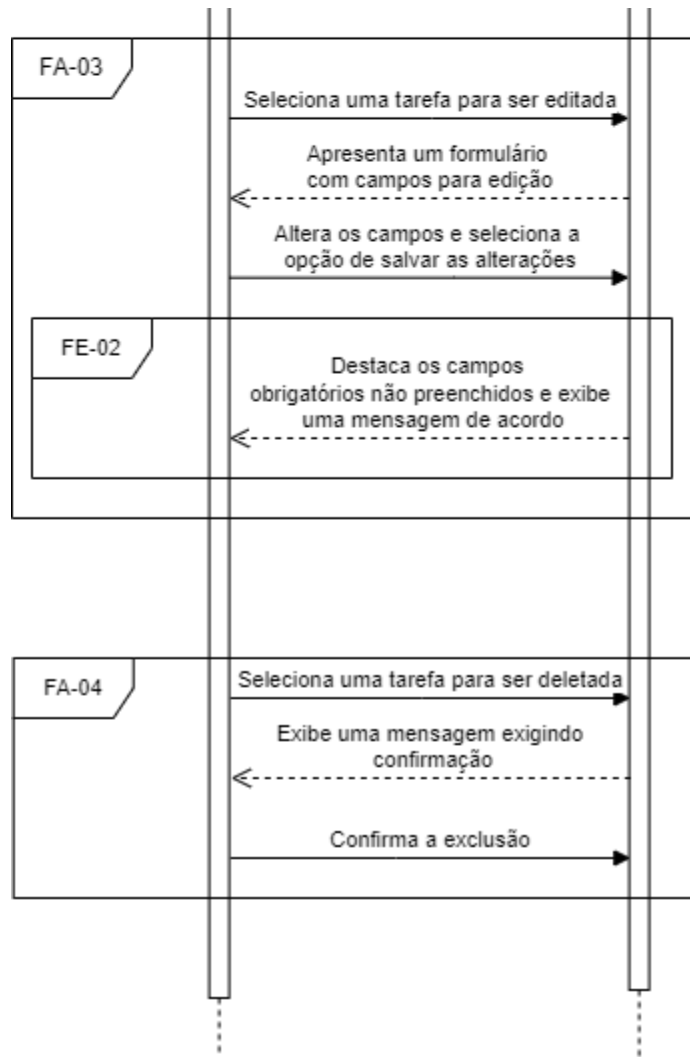 FA-03
Seleciona uma tarefa para ser editada
Apresenta um formulário
com campos para edição
Altera os campos e seleciona a
opção de salvar as alterações
FE-02
Destaca os campos
obrigatórios não preenchidos e exibe
uma mensagem de acordo
FA-04
Seleciona uma tarefa para ser deletada
Exibe uma mensagem exigindo
confirmação
Confirma a exclusão